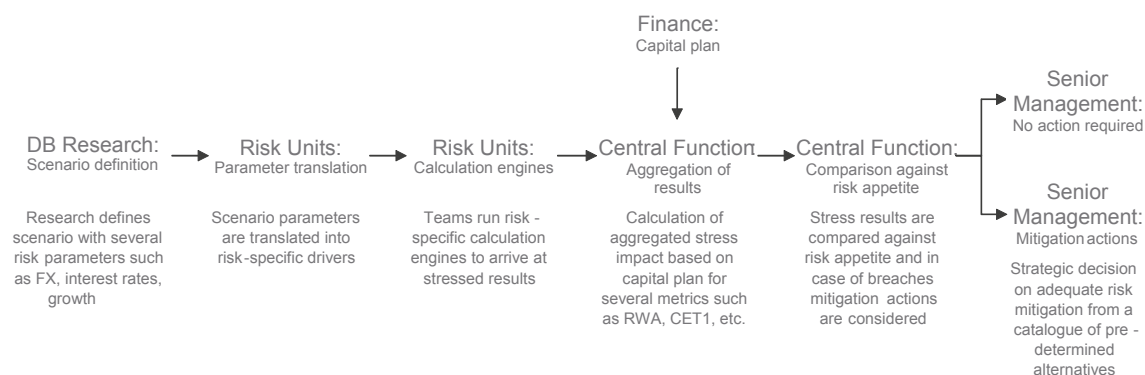 Finance:
Capital plan
DB Research:
Scenario definition
Research defines
scenario with several
risk parameters such
as FX, interest rates,
growth
Risk Units:
Parameter translation
Scenario parameters
are translated into
risk-specific drivers
Risk Units:
Calculation engines
Teams run risk -
specific calculation
engines to arrive at
stressed results
Central Function:
Aggregation of
results
Calculation of
aggregated stress
impact based on
capital plan for
several metrics such
as RWA, CET1, etc.
Central Function:
Comparison against
risk appetite
Stress results are
compared against
risk appetite and in
case of breaches
mitigation actions
are considered
Senior
Management:
No action required
Senior
Management:
Mitigation actions
Strategic decision
on adequate risk
mitigation from a
catalogue of pre -
determined
alternatives